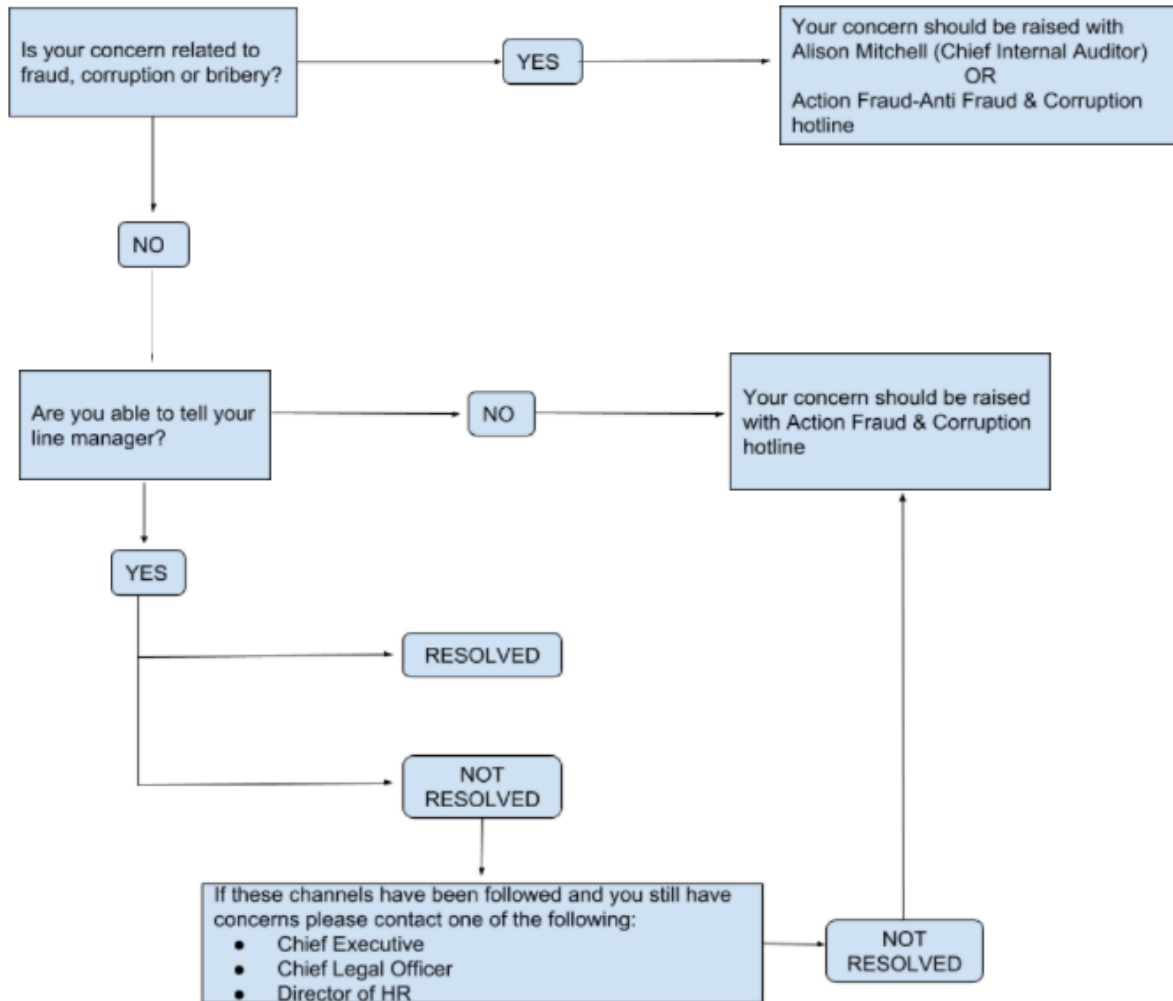 Is your concern related to
fraud, corruption or bribery?
YES
Your concern should be raised with
Alison Mitchell (Chief Internal Auditor)
OR
Action Fraud-Anti Fraud & Corruption
hotline
NO
Are you able to tell your
line manager?
NO
Your concern should be raised
with Action Fraud & Corruption
hotline
YES
RESOLVED
NOT
RESOLVED
If these channels have been followed and you still have
concerns please contact one of the following:
● Chief Executive
● Chief Legal Officer
● Director of HR
NOT
RESOLVED